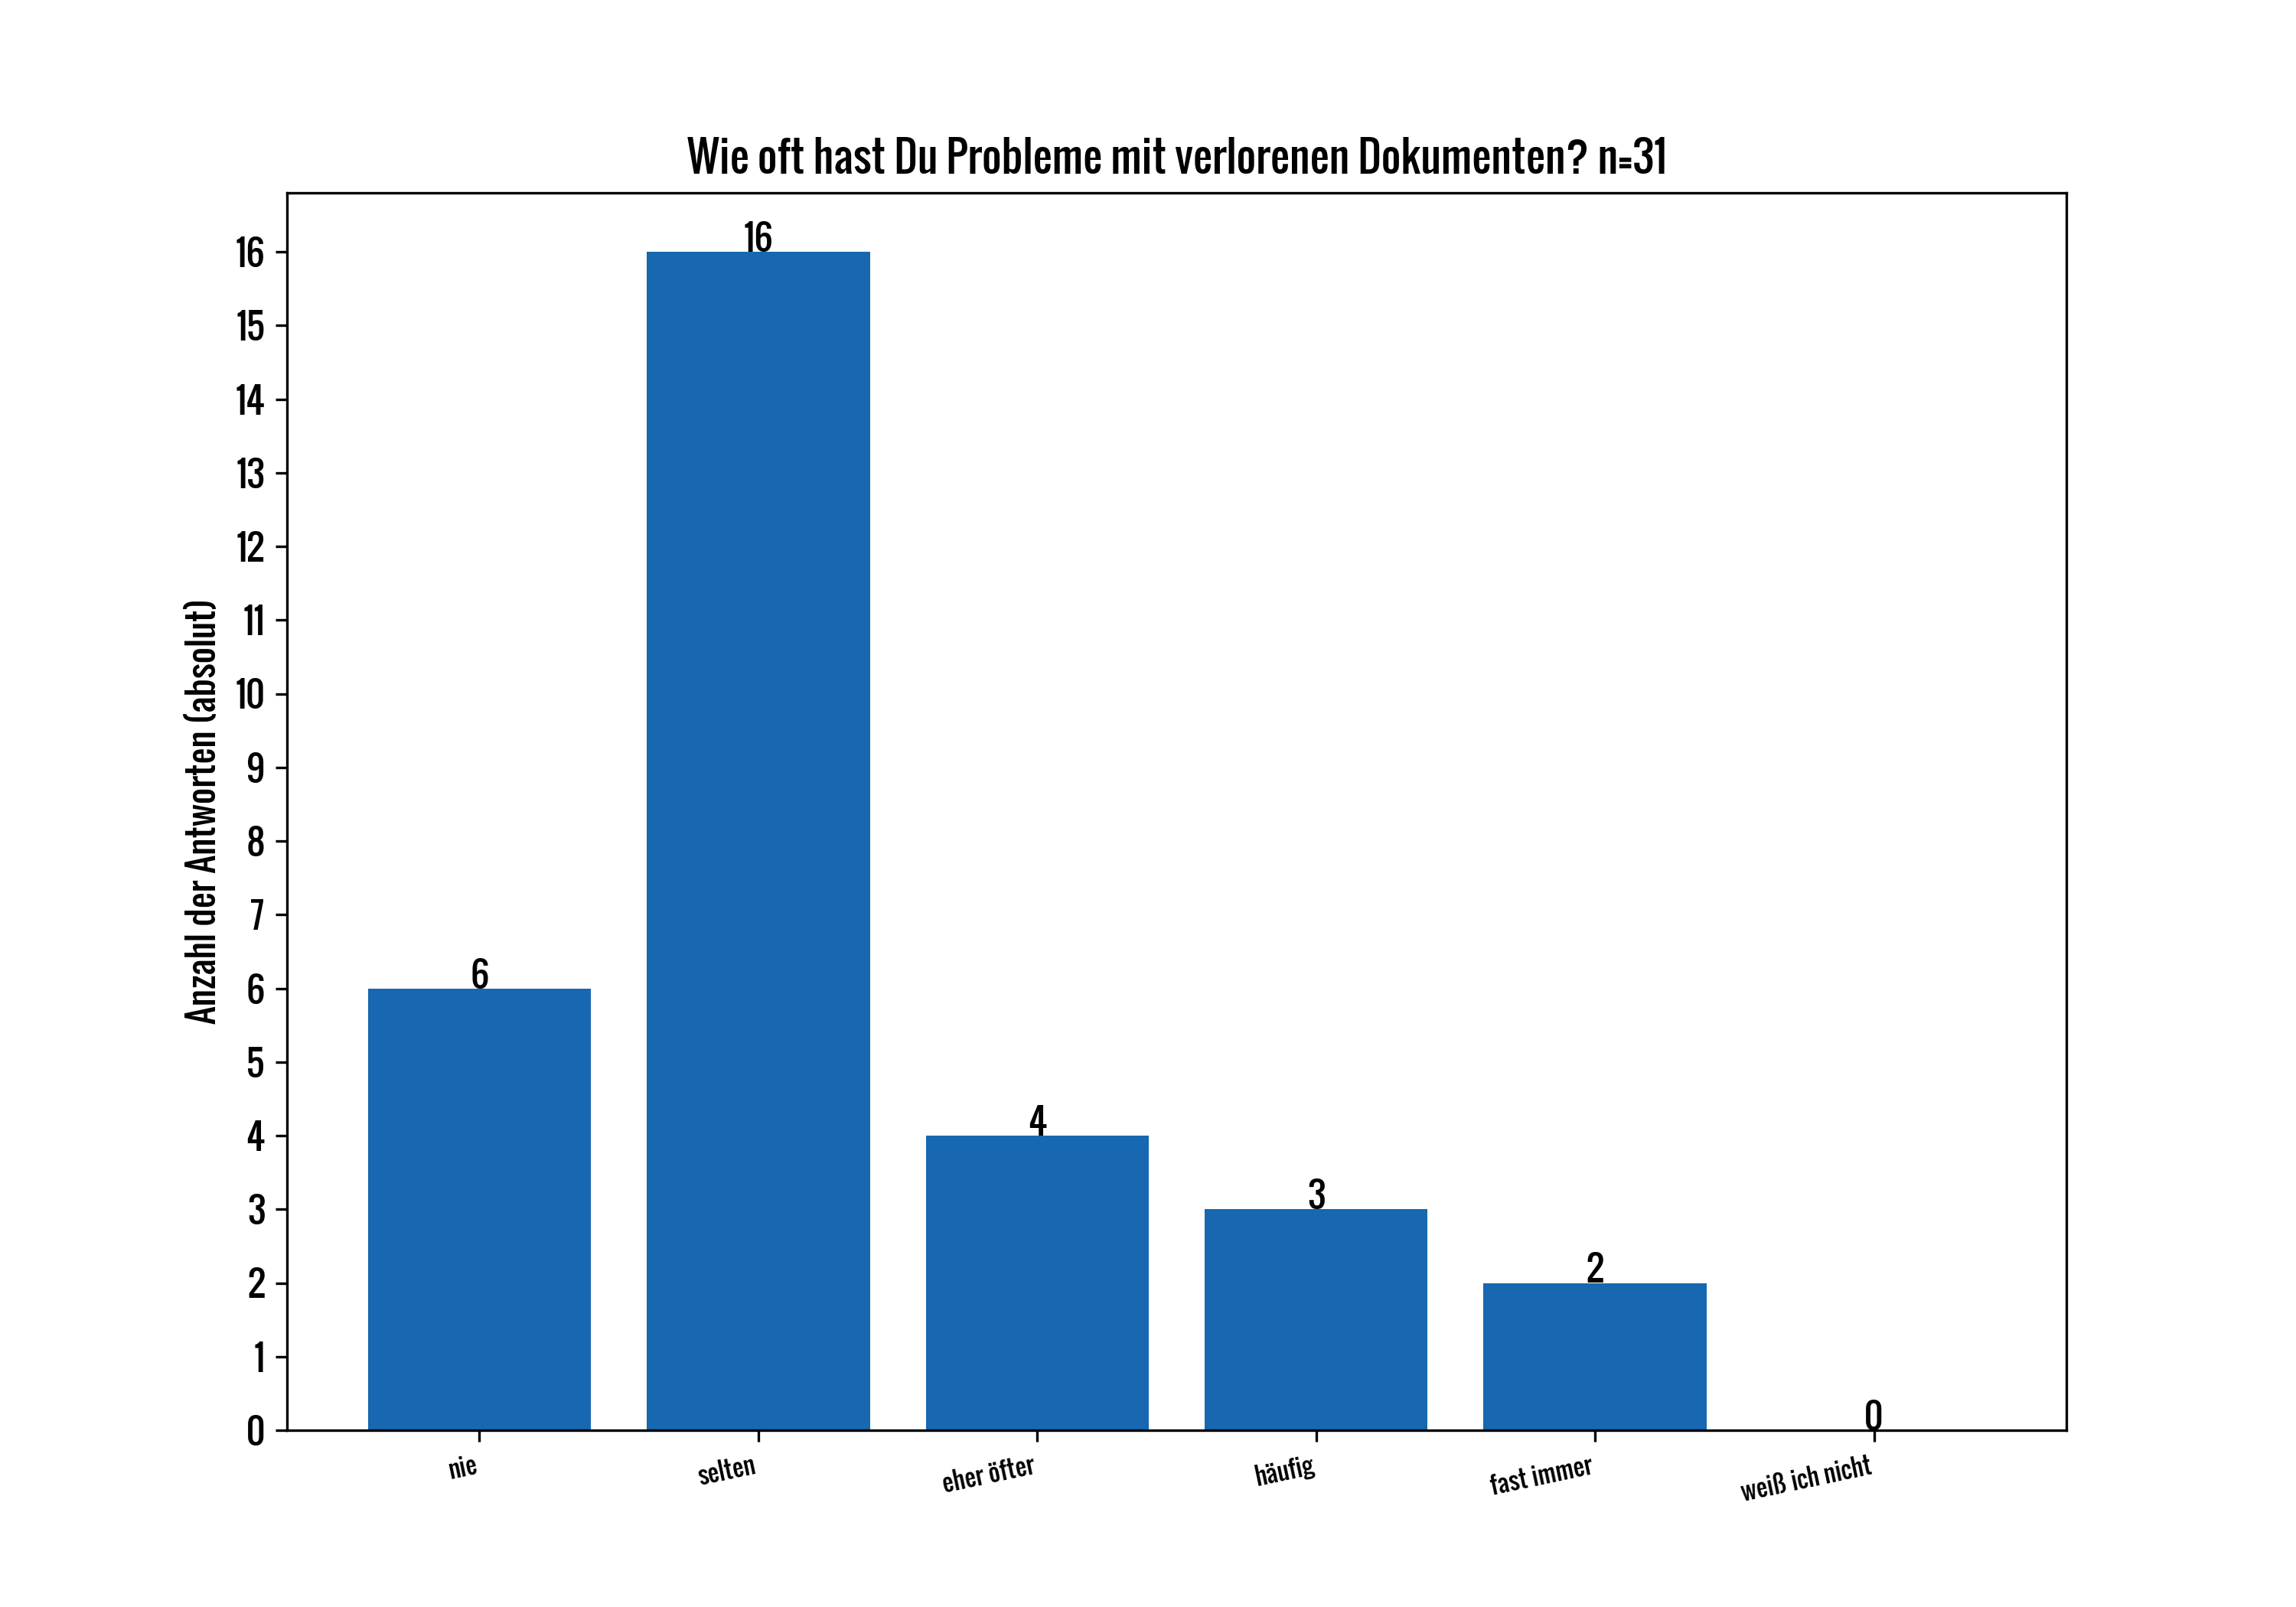 Wie oft hast Du Probleme mit verlorenen Dokumenten? n=31
Anzahl der Antworten (absolut)
16
15
14
13
12
11
10
9
8
7
6
5
4
3
2
1
0
6
16
4
3
2
0
nie
selten
eher öfter
häufig
fast immer
weiß ich nicht